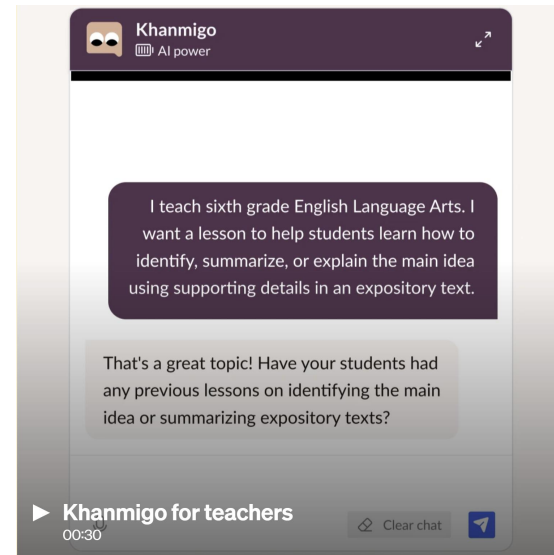 Khanmigo
AI power
I teach sixth grade English Language Arts. I
want a lesson to help students learn how to
identify, summarize, or explain the main idea
using supporting details in an expository text.
That's a great topic! Have your students had
any previous lessons on identifying the main
idea or summarizing expository texts?
Khanmigo for teachers
00:30
Clear chat